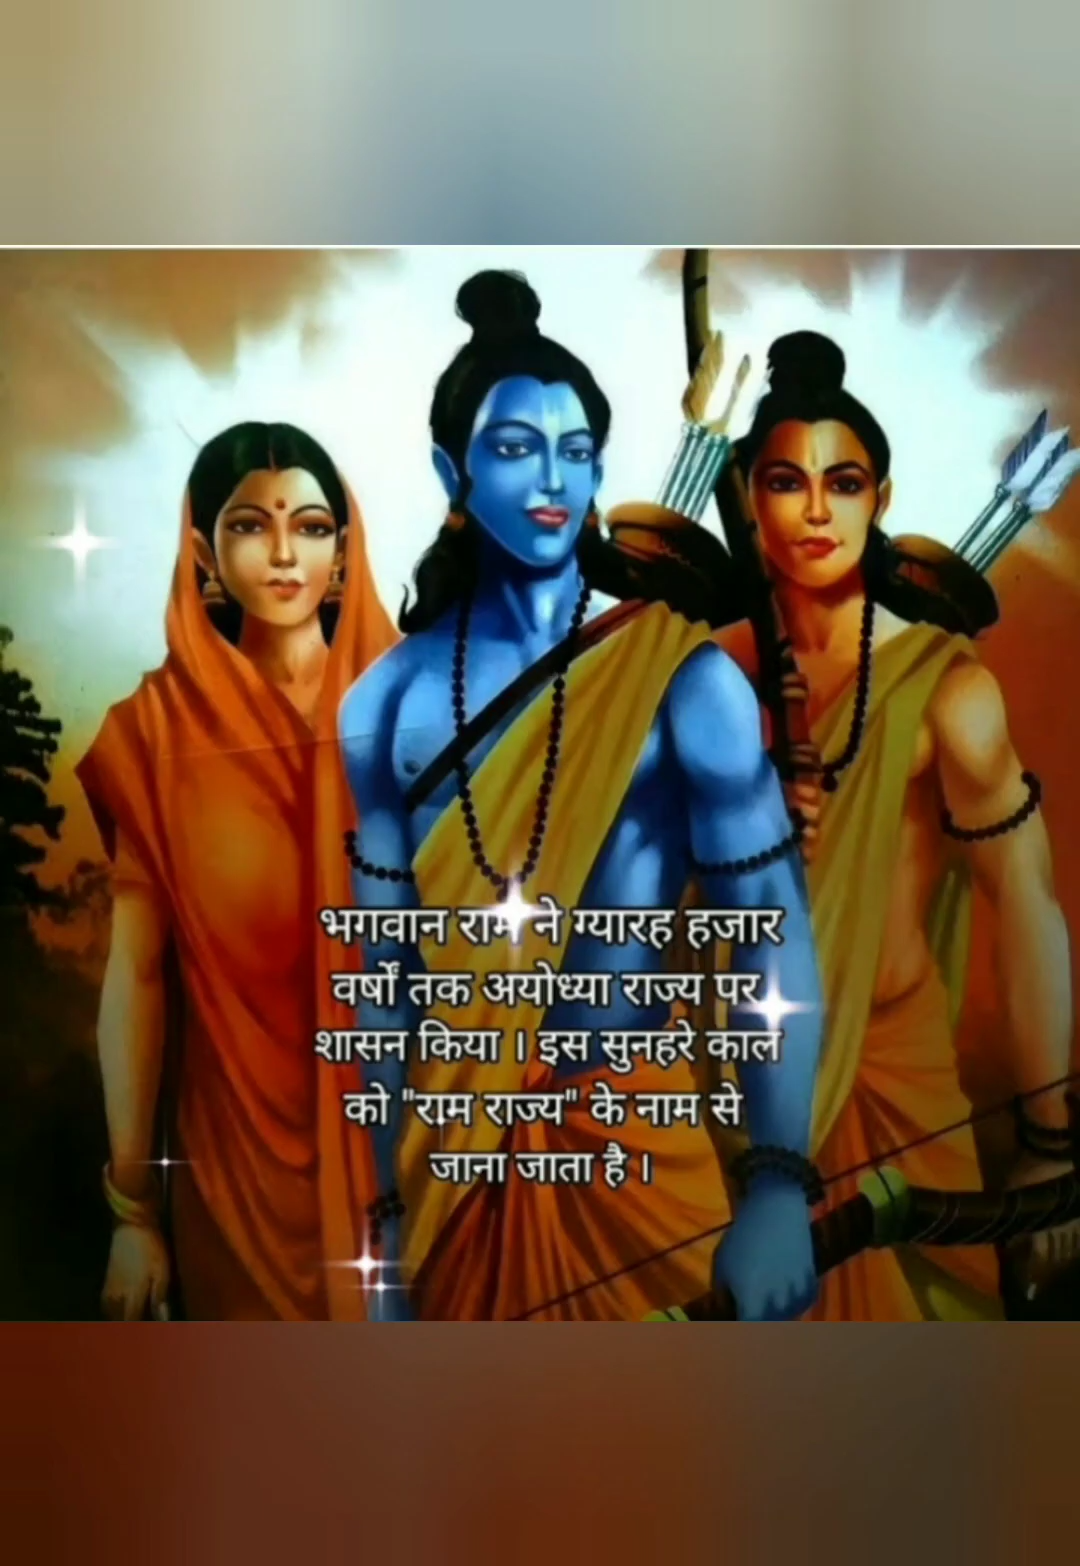 भगवान राम ने ग्यारह हजार
वर्षों तक अयोध्या राज्य पर
शासन किया । इस सुनहरे काल
को "राम राज्य" के नाम से
जाना जाता है ।